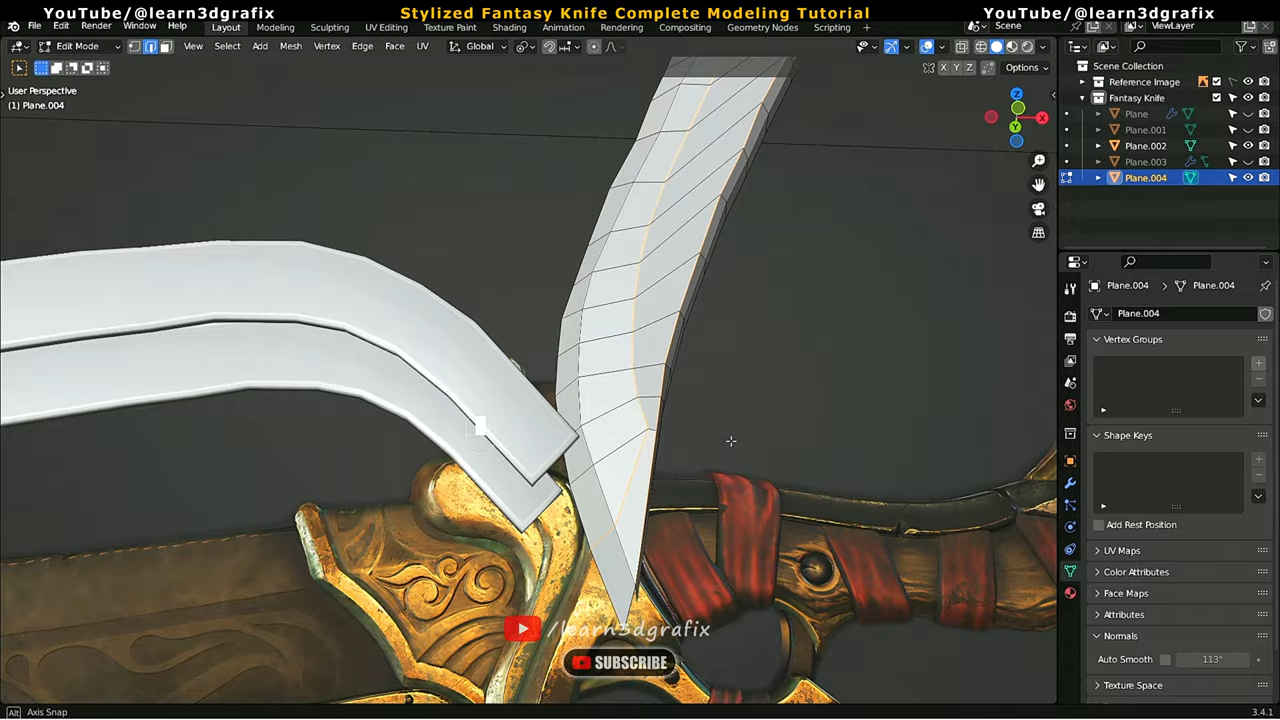 YouTube/@learn3dgrafix
Stylized Fantasy Knife Complete Modeling Tutorial
YouTube/@learn3dgrafix
File Edit Render Window Help
Layout Modeling Sculpting UV Editing Texture Paint Shading Animation Rendering Compositing Geometry Nodes Scripting +
Scene
ViewLayer
Edit Mode
View Select Add Mesh Vertex Edge Face UV
Global
X Y Z
Options
User Perspective
(1) Plane.004
Z
X
Y
Scene Collection
Reference Image
Fantasy Knife
Plane
Plane.001
Plane.002
Plane.003
Plane.004
Plane.004
Plane.004
Plane.004
Vertex Groups
Shape Keys
Add Rest Position
UV Maps
Color Attributes
Face Maps
Attributes
Normals
Auto Smooth 113°
Texture Space
/learn3dgrafix
SUBSCRIBE
Alt Axis Snap
3.4.1